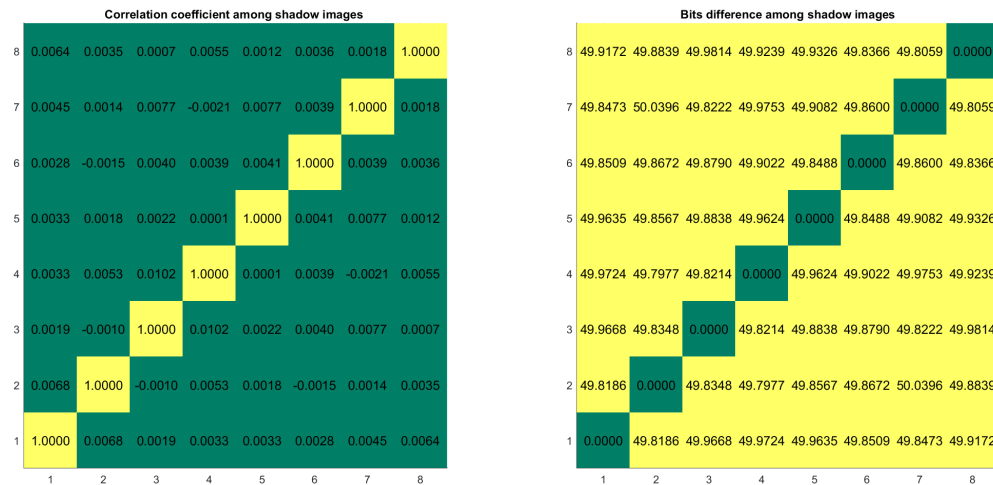 Correlation coefficient among shadow images
8 0.0064 0.0035 0.0007 0.0055 0.0012 0.0036 0.0018 1.0000
7 0.0045 0.0014 0.0077 -0.0021 0.0077 0.0039 1.0000 0.0018
6 0.0028 -0.0015 0.0040 0.0039 0.0041 1.0000 0.0039 0.0036
5 0.0033 0.0018 0.0022 0.0001 1.0000 0.0041 0.0077 0.0012
4 0.0033 0.0053 0.0102 1.0000 0.0001 0.0039 -0.0021 0.0055
3 0.0019 -0.0010 1.0000 0.0102 0.0022 0.0040 0.0077 0.0007
2 0.0068 1.0000 -0.0010 0.0053 0.0018 -0.0015 0.0014 0.0035
1 1.0000 0.0068 0.0019 0.0033 0.0033 0.0028 0.0045 0.0064
1 2 3 4 5 6 7 8
Bits difference among shadow images
8 49.9172 49.8839 49.9814 49.9239 49.9326 49.8366 49.8059 0.0000
7 49.8473 50.0396 49.8222 49.9753 49.9082 49.8600 0.0000 49.8059
6 49.8509 49.8672 49.8790 49.9022 49.8488 0.0000 49.8600 49.8366
5 49.9635 49.8567 49.8838 49.9624 0.0000 49.8488 49.9082 49.9326
4 49.9724 49.7977 49.8214 0.0000 49.9624 49.9022 49.9753 49.9239
3 49.9668 49.8348 0.0000 49.8214 49.8838 49.8790 49.8222 49.9814
2 49.8186 0.0000 49.8348 49.7977 49.8567 49.8672 50.0396 49.8839
1 0.0000 49.8186 49.9668 49.9724 49.9635 49.8509 49.8473 49.9172
1 2 3 4 5 6 7 8